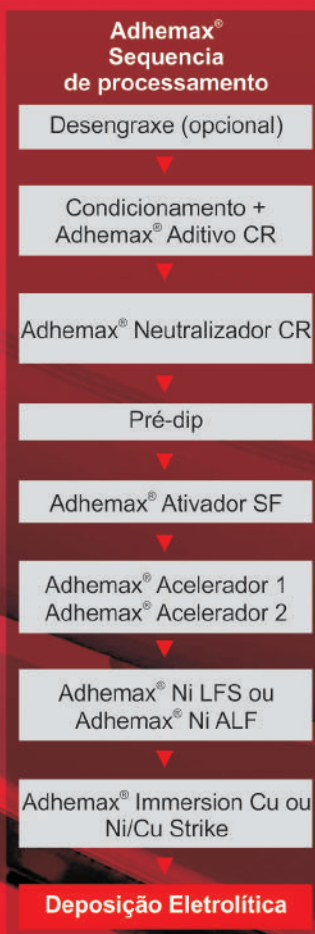 Adhemax®
Sequencia
de processamento
Desengraxe (opcional)
Condicionamento +
Adhemax® Aditivo CR
Adhemax® Neutralizador CR
Pré-dip
Adhemax® Ativador SF
Adhemax® Acelerador 1
Adhemax® Acelerador 2
Adhemax® Ni LFS ou
Adhemax® Ni ALF
Adhemax® Immersion Cu ou
Ni/Cu Strike
Deposição Eletrolítica